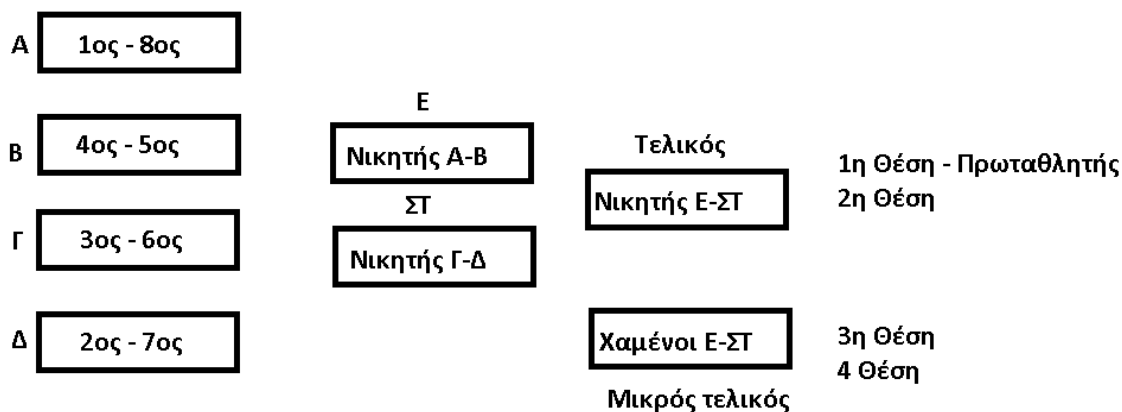 Α 1ος - 8ος
Β 4ος - 5ος
Γ 3ος - 6ος
Δ 2ος - 7ος
Ε
Νικητής Α-Β
ΣΤ
Νικητής Γ-Δ
Τελικός
Νικητής Ε-ΣΤ
1η Θέση - Πρωταθλητής
2η Θέση
Χαμένοι Ε-ΣΤ
Μικρός τελικός
3η Θέση
4 Θέση